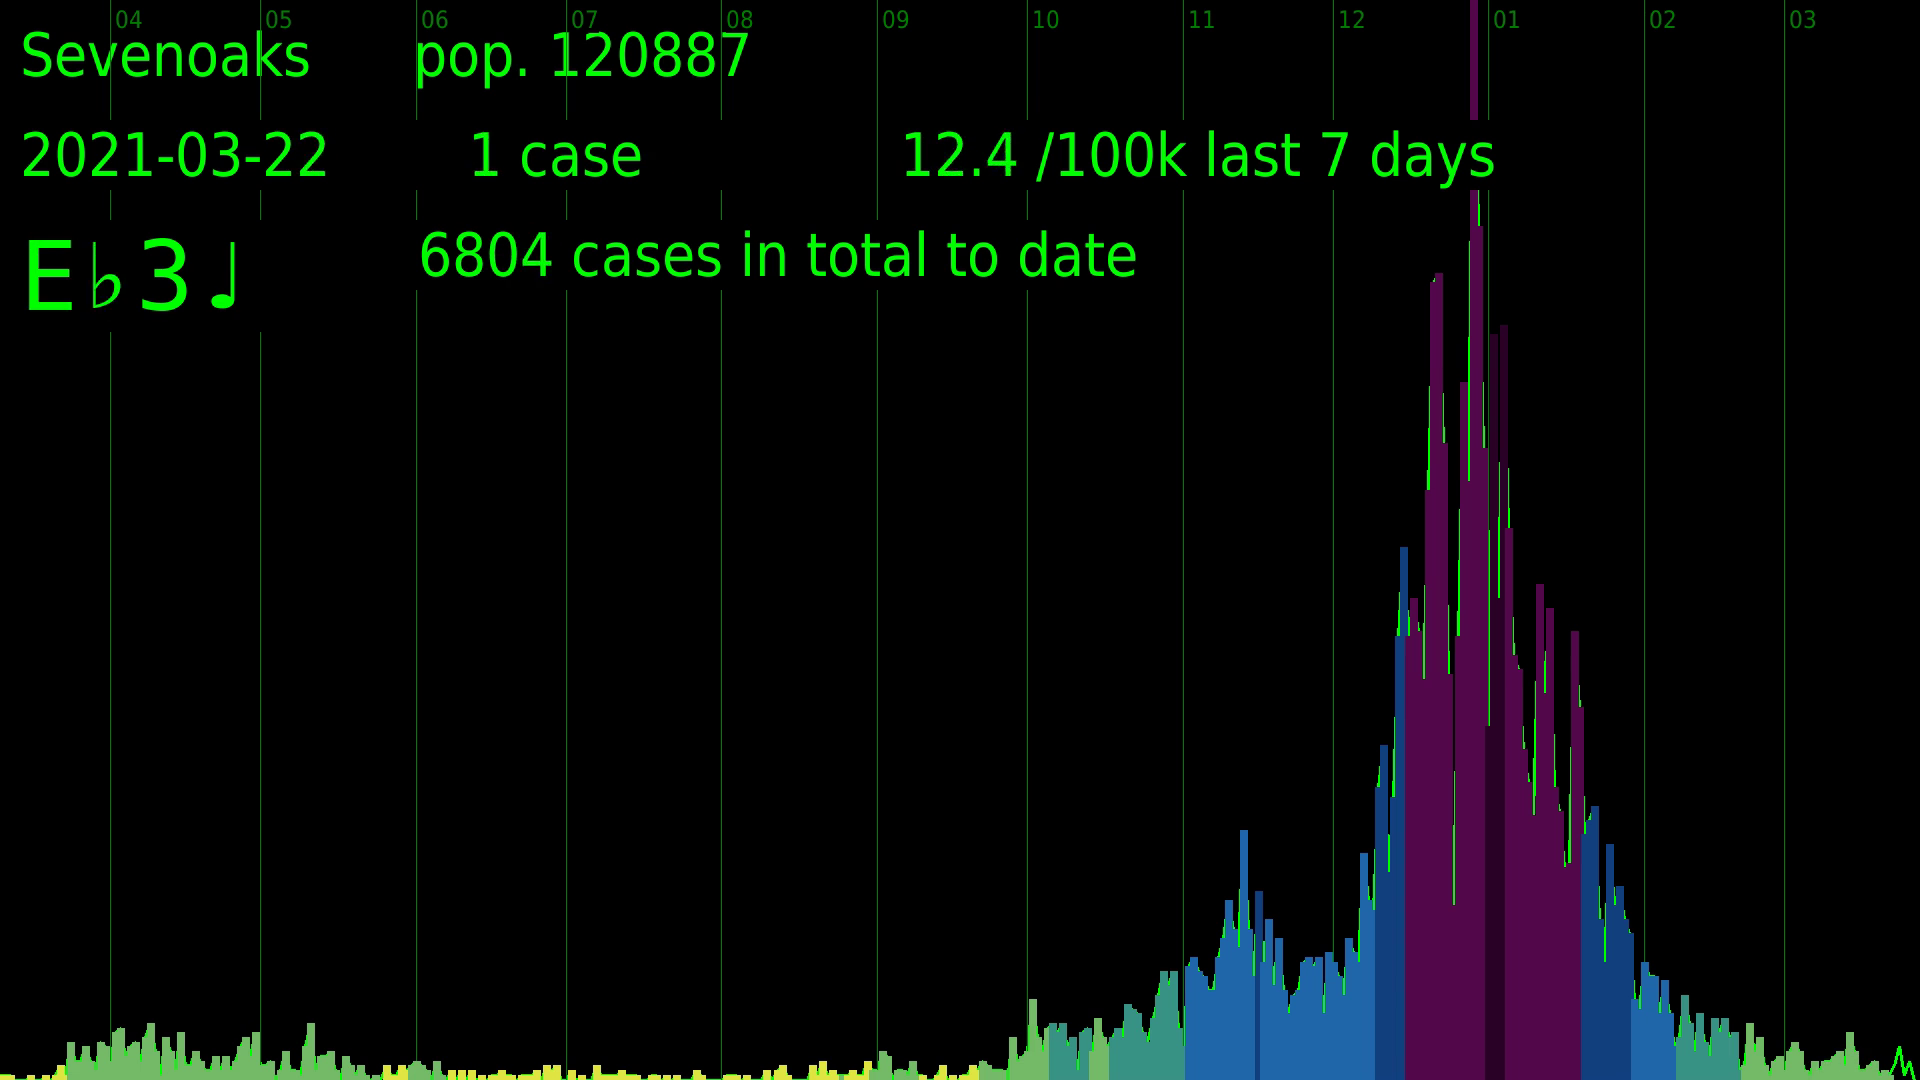 04 05 06 07 08 09 10 11 12 01 02 03
Sevenoaks pop. 120887
2021-03-22 1 case 12.4 /100k last 7 days
E♭3♩ 6804 cases in total to date